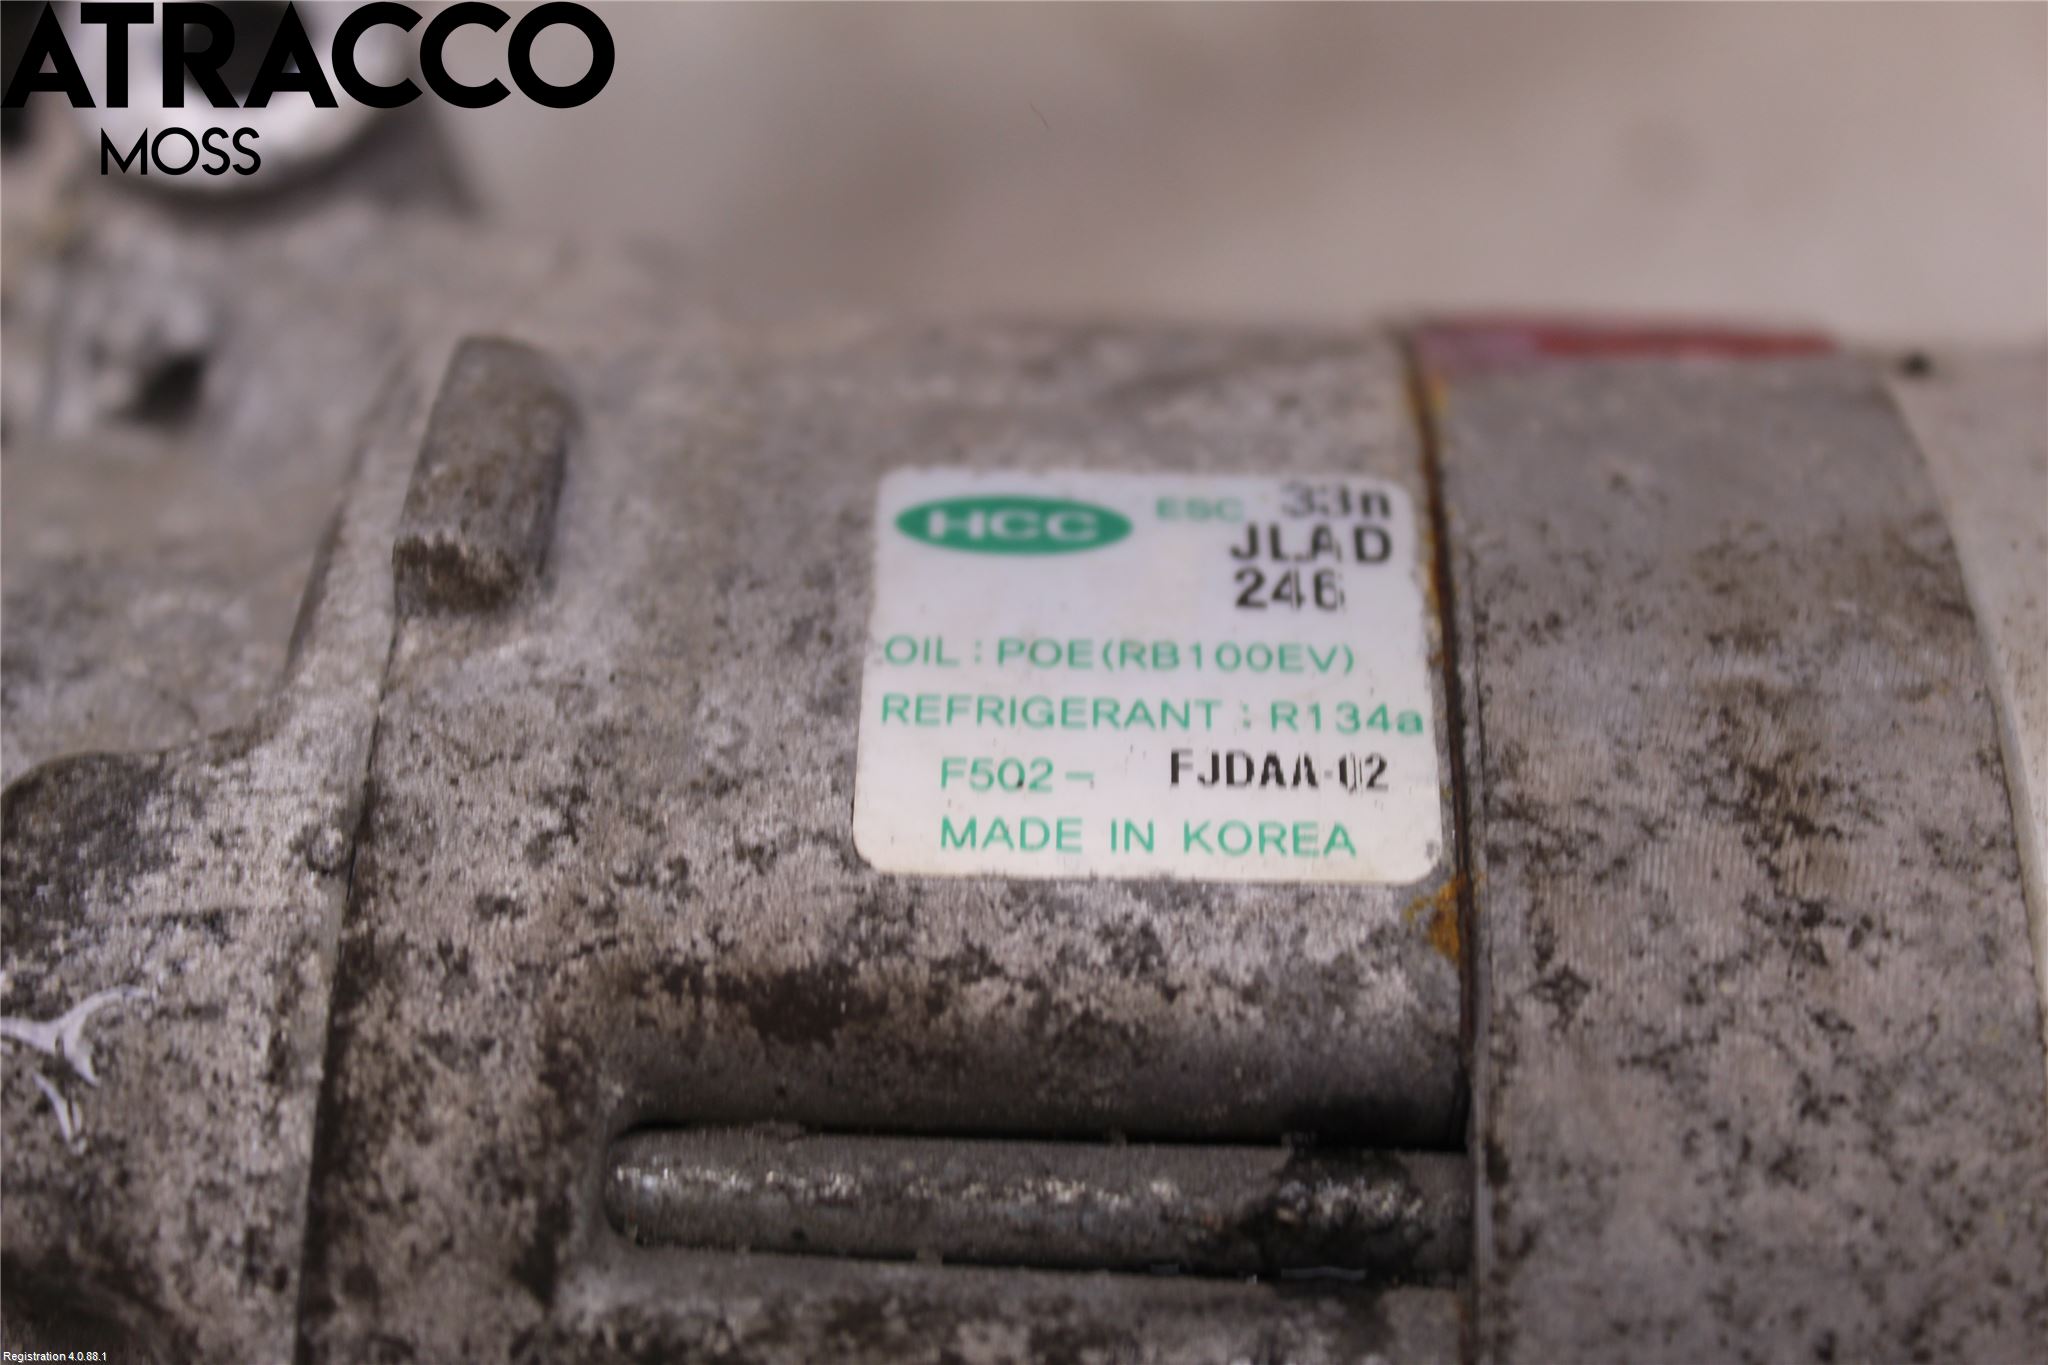 ATRACCO
MOSS
HCC ESC 33n
JLAD
246
OIL : POE(RB100EV)
REFRIGERANT : R134a
F502- FJDAA-02
MADE IN KOREA
Registration 4.0.88.1